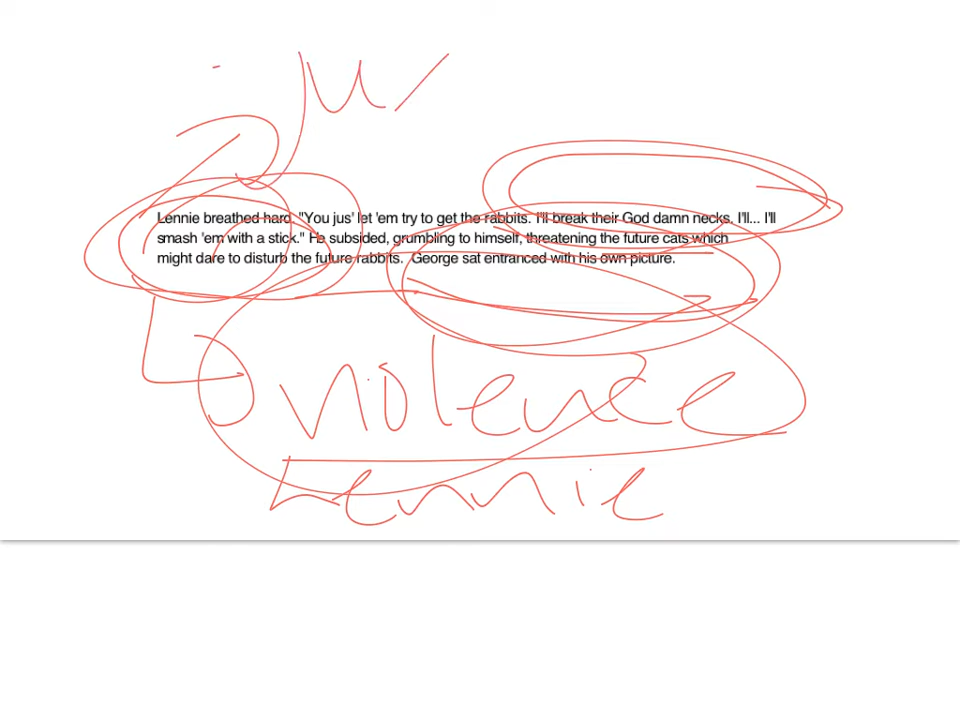 Lennie breathed hard. "You jus' let 'em try to get the rabbits. I'll break their God damn necks. I'll... I'll
smash 'em with a stick." He subsided, grumbling to himself, threatening the future cats which
might dare to disturb the future rabbits.  George sat entranced with his own picture.
violence
Lennie